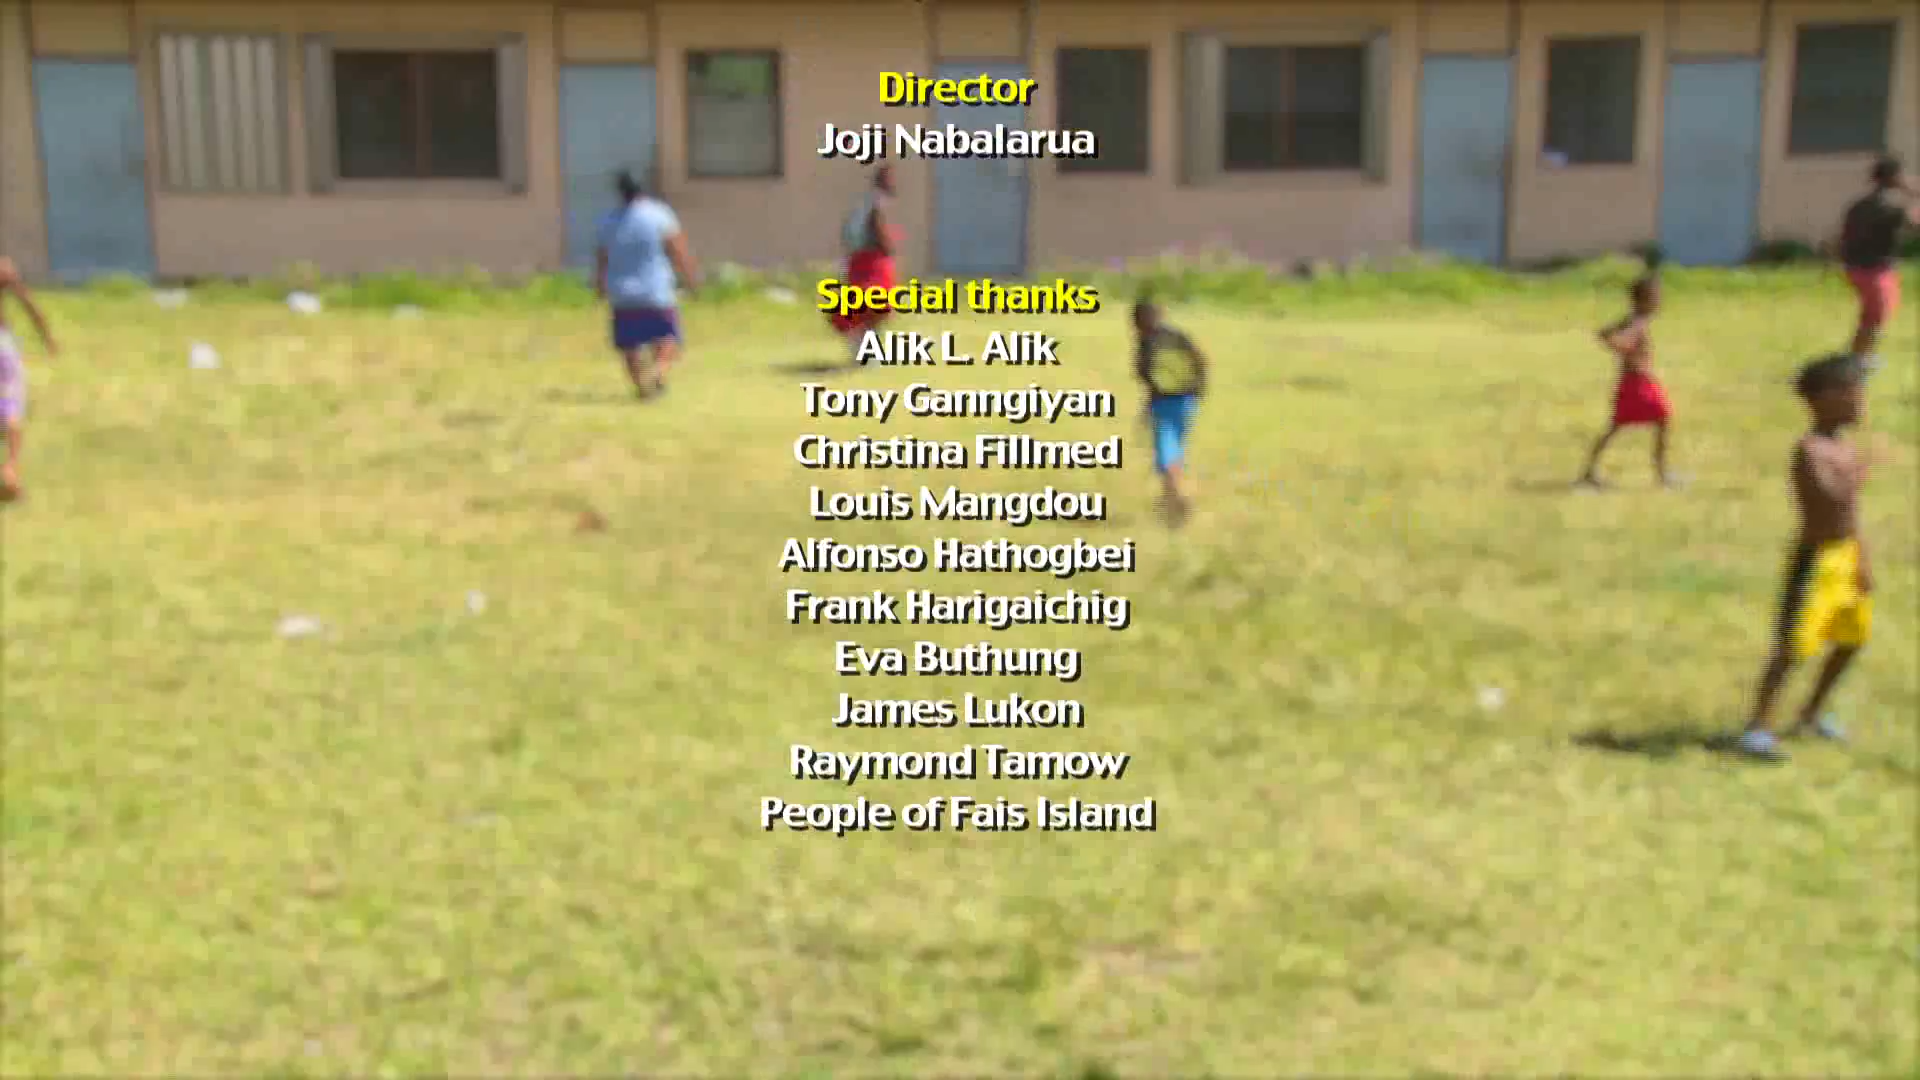 Director
Joji Nabalarua
Special thanks
Alik L. Alik
Tony Ganngiyan
Christina Fillmed
Louis Mangdou
Alfonso Hathogbei
Frank Harigaichig
Eva Buthung
James Lukon
Raymond Tamow
People of Fais Island